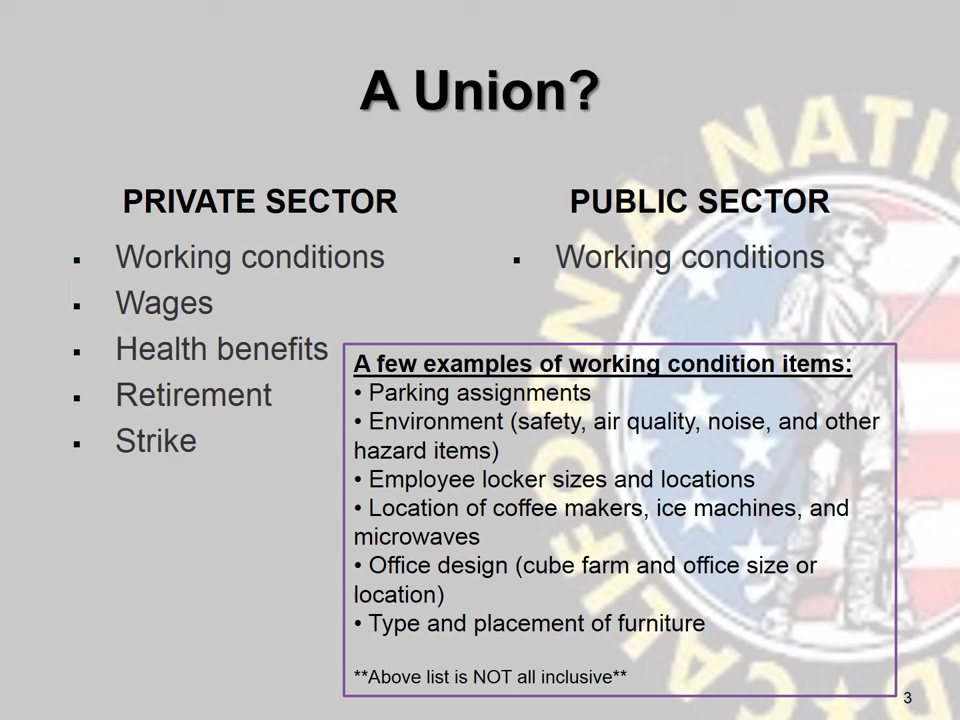 A Union?
PRIVATE SECTOR
▪ Working conditions
▪ Wages
▪ Health benefits
▪ Retirement
▪ Strike
PUBLIC SECTOR
▪ Working conditions
A few examples of working condition items:
• Parking assignments
• Environment (safety, air quality, noise, and other
hazard items)
• Employee locker sizes and locations
• Location of coffee makers, ice machines, and
microwaves
• Office design (cube farm and office size or
location)
• Type and placement of furniture
**Above list is NOT all inclusive**
CALIFORNIA NATI
3